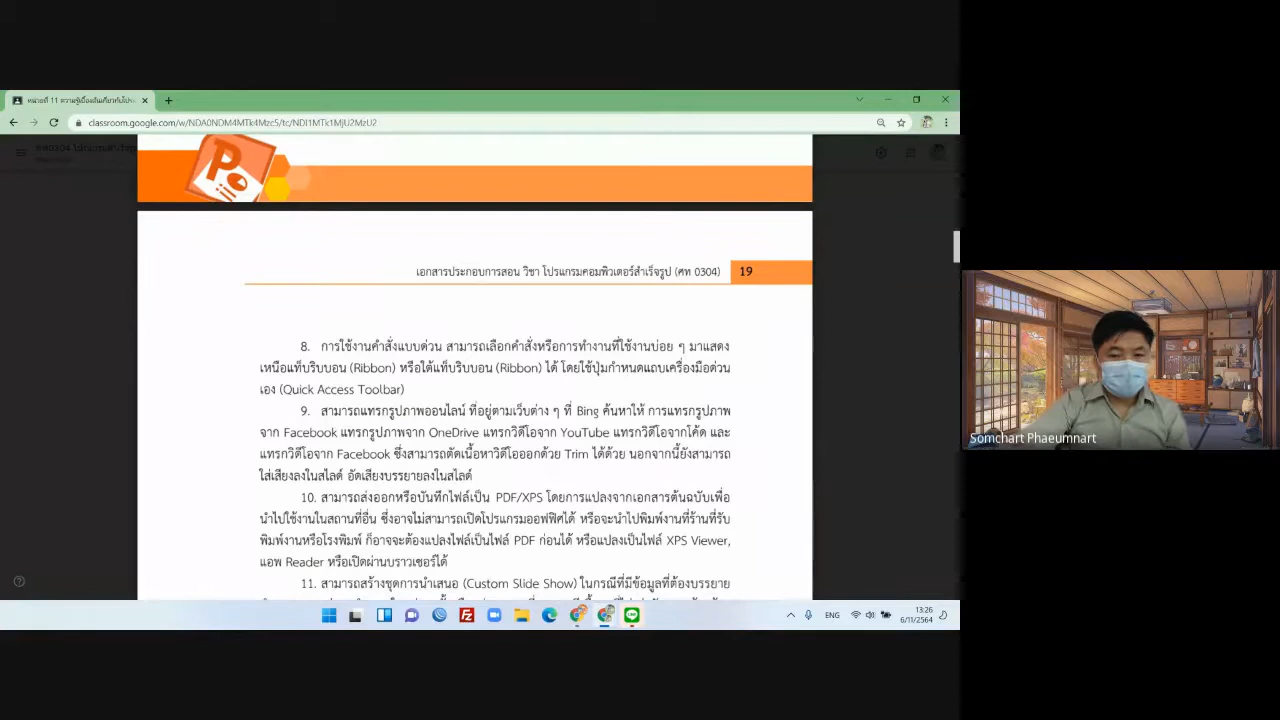 หน่วยที่ 11 ความรู้เบื้องต้นเกี่ยวกับโปร
classroom.google.com/w/NDA0NDM4MTk4Mzc5/tc/NDI1MTk1MjU2MzU2
เอกสารประกอบการสอน วิชา โปรแกรมคอมพิวเตอร์สำเร็จรูป (ศท 0304) 19
8. การใช้งานคำสั่งแบบด่วน สามารถเลือกคำสั่งหรือการทำงานที่ใช้งานบ่อย ๆ มาแสดง
เหนือแท็บริบบอน (Ribbon) หรือใต้แท็บริบบอน (Ribbon) ได้ โดยใช้ปุ่มกำหนดแถบเครื่องมือด่วน
เอง (Quick Access Toolbar)
9. สามารถแทรกรูปภาพออนไลน์ ที่อยู่ตามเว็บต่าง ๆ ที่ Bing ค้นหาให้ การแทรกรูปภาพ
จาก Facebook แทรกรูปภาพจาก OneDrive แทรกวิดีโอจาก YouTube แทรกวิดีโอจากโค้ด และ
แทรกวิดีโอจาก Facebook ซึ่งสามารถตัดเนื้อหาวิดีโอออกด้วย Trim ได้ด้วย นอกจากนี้ยังสามารถ
ใส่เสียงลงในสไลด์ อัดเสียงบรรยายลงในสไลด์
10. สามารถส่งออกหรือบันทึกไฟล์เป็น PDF/XPS โดยการแปลงจากเอกสารต้นฉบับเพื่อ
นำไปใช้งานในสถานที่อื่น ซึ่งอาจไม่สามารถเปิดโปรแกรมออฟฟิศได้ หรือจะนำไปพิมพ์งานที่ร้านที่รับ
พิมพ์งานหรือโรงพิมพ์ ก็อาจจะต้องแปลงไฟล์เป็นไฟล์ PDF ก่อนได้ หรือแปลงเป็นไฟล์ XPS Viewer,
แอพ Reader หรือเปิดผ่านบราวเซอร์ได้
11. สามารถสร้างชุดการนำเสนอ (Custom Slide Show) ในกรณีที่มีข้อมูลที่ต้องบรรยาย
Somchart Phaeumnart
ENG
13:26
6/11/2564